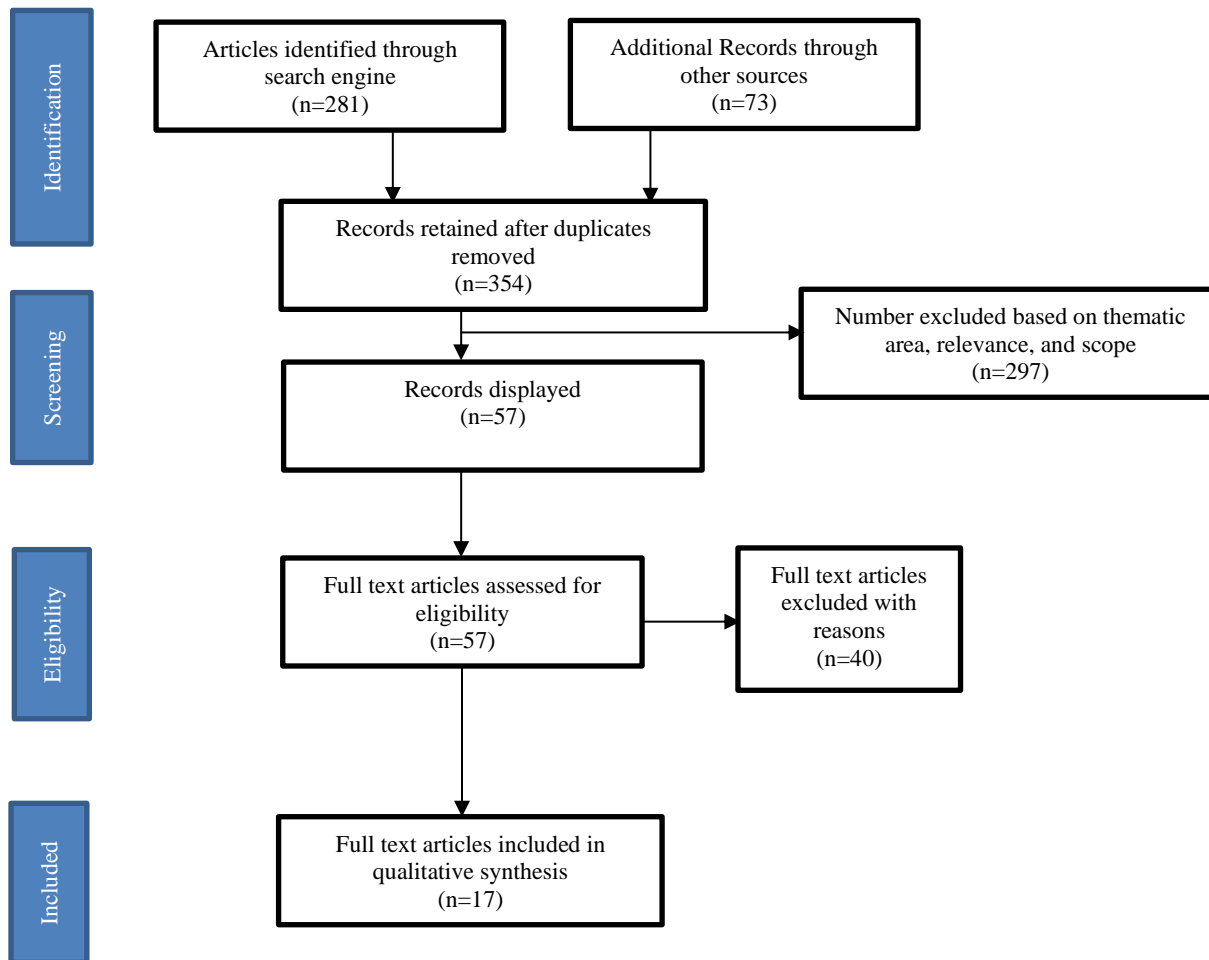 Identification
Articles identified through
search engine
(n=281)
Additional Records through
other sources
(n=73)
Records retained after duplicates
removed
(n=354)
Screening
Number excluded based on thematic
area, relevance, and scope
(n=297)
Records displayed
(n=57)
Eligibility
Full text articles assessed for
eligibility
(n=57)
Full text articles
excluded with
reasons
(n=40)
Included
Full text articles included in
qualitative synthesis
(n=17)